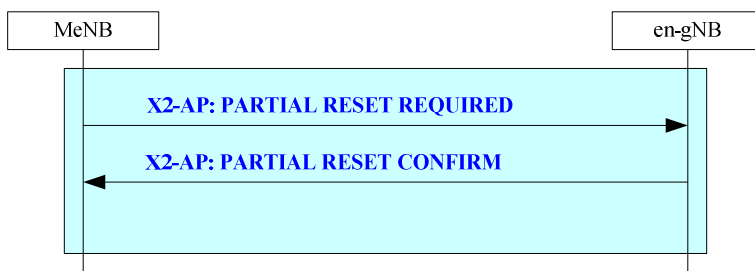 MeNB
en-gNB
X2-AP: PARTIAL RESET REQUIRED
X2-AP: PARTIAL RESET CONFIRM